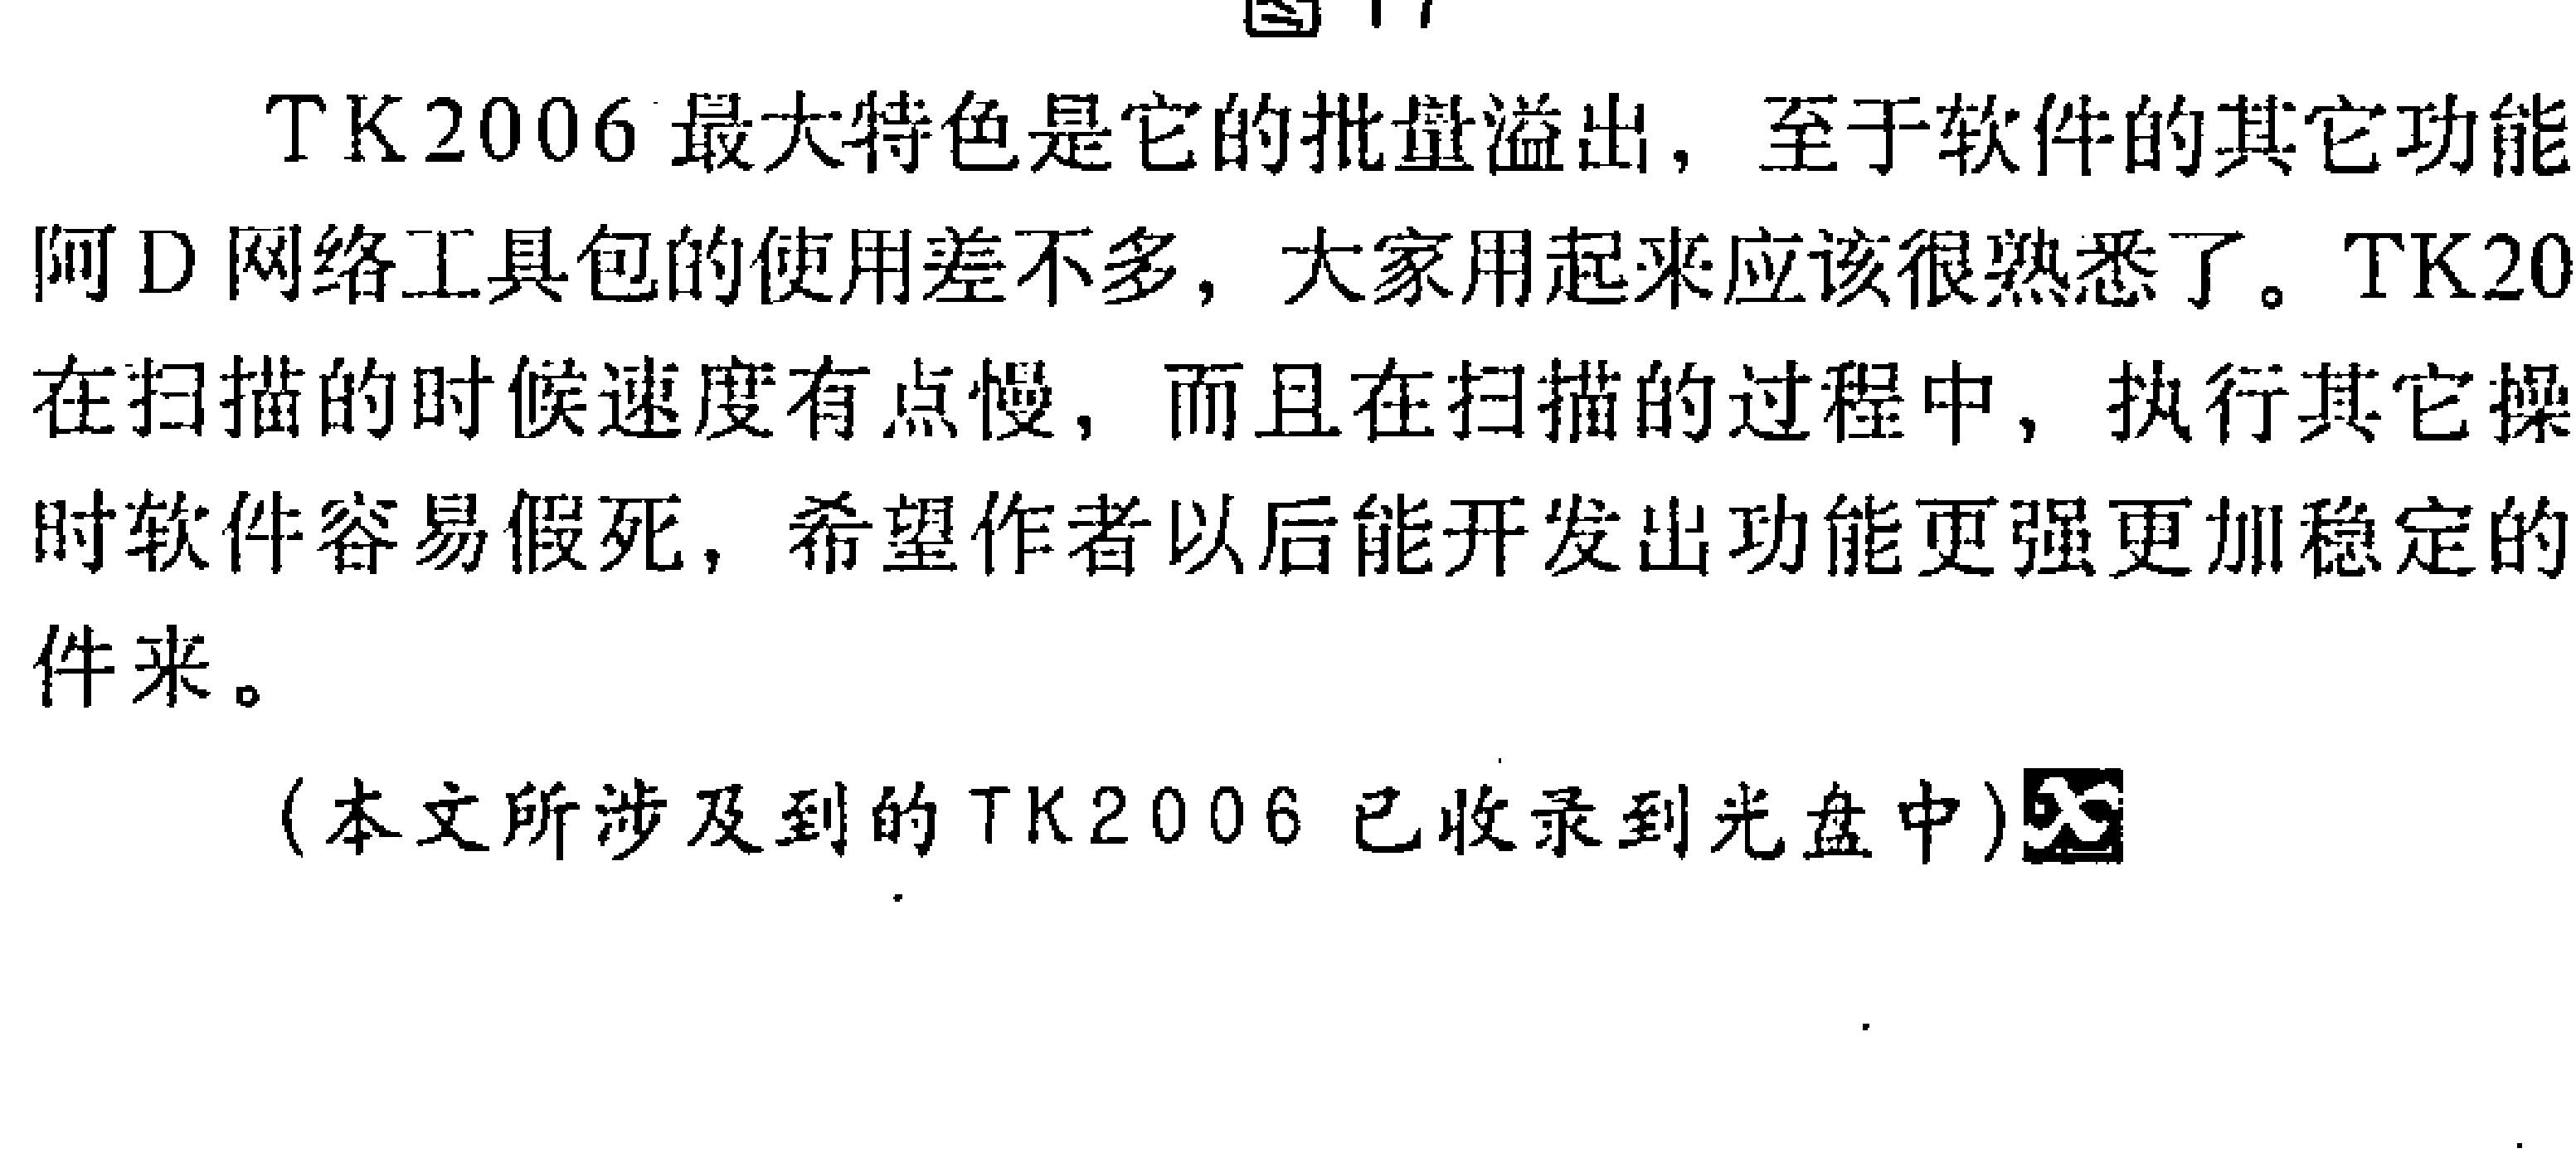 图 17
TK2006 最大特色是它的批量溢出，至于软件的其它功能
阿D 网络工具包的使用差不多，大家用起来应该很熟悉了。TK20
在扫描的时候速度有点慢，而且在扫描的过程中，执行其它操
时软件容易假死，希望作者以后能开发出功能更强更加稳定的
件来。
(本文所涉及到的TK2006 已收录到光盘中)